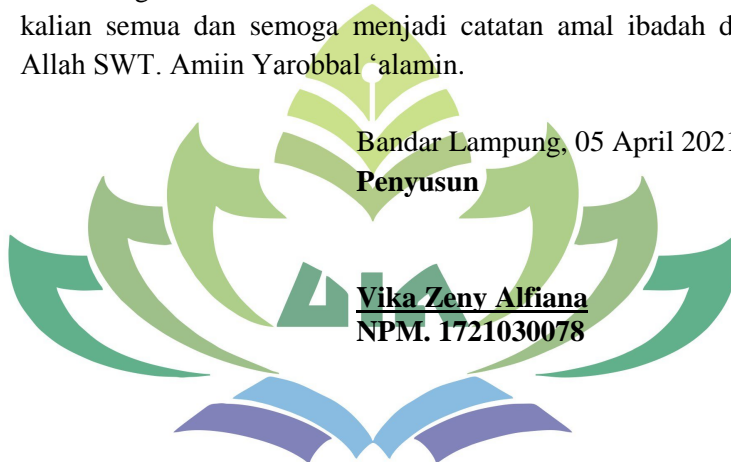 kalian semua dan semoga menjadi catatan amal ibadah d
Allah SWT. Amiin Yarobbal ‘alamin.
Bandar Lampung, 05 April 2021
Penyusun
Vika Zeny Alfiana
NPM. 1721030078